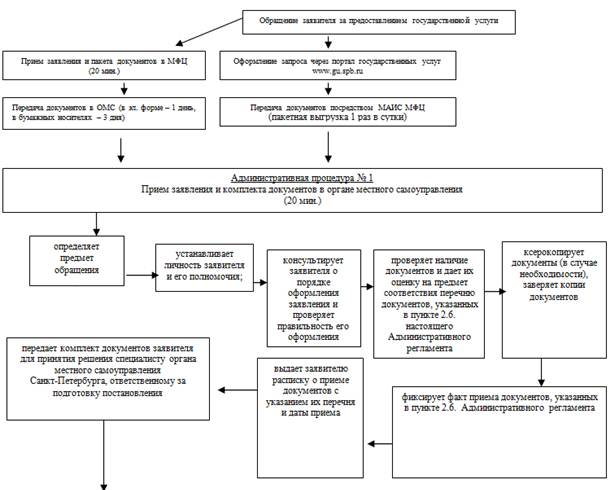 Обращение заявителя за предоставлением государственной услуги
Прием заявления и пакета документов в МФЦ
(20 мин.)
Оформление запроса через портал государственных услуг
www.gu.spb.ru
Передача документов в ОМС (в эл. форме – 1 день,
в бумажных носителях – 3 дня)
Передача документов посредством МАИС МФЦ
(пакетная выгрузка 1 раз в сутки)
Административная процедура № 1
Прием заявления и комплекта документов в органе местного самоуправления
(20 мин.)
определяет
предмет
обращения
устанавливает
личность заявителя
и его полномочия;
консультирует
заявителя о
порядке
оформления
заявления и
проверяет
правильность его
оформления
проверяет наличие
документов и дает их
оценку на предмет
соответствия перечню
документов, указанных
в пункте 2.6.
настоящего
Административного
регламента
ксерокопирует
документы (в случае
необходимости),
заверяет копии
документов
передает комплект документов заявителя
для принятия решения специалисту органа
местного самоуправления
Санкт-Петербурга, ответственному за
подготовку постановления
выдает заявителю
расписку о приеме
документов с
указанием их перечня
и даты приема
фиксирует факт приема документов, указанных
в пункте 2.6. Административного регламента